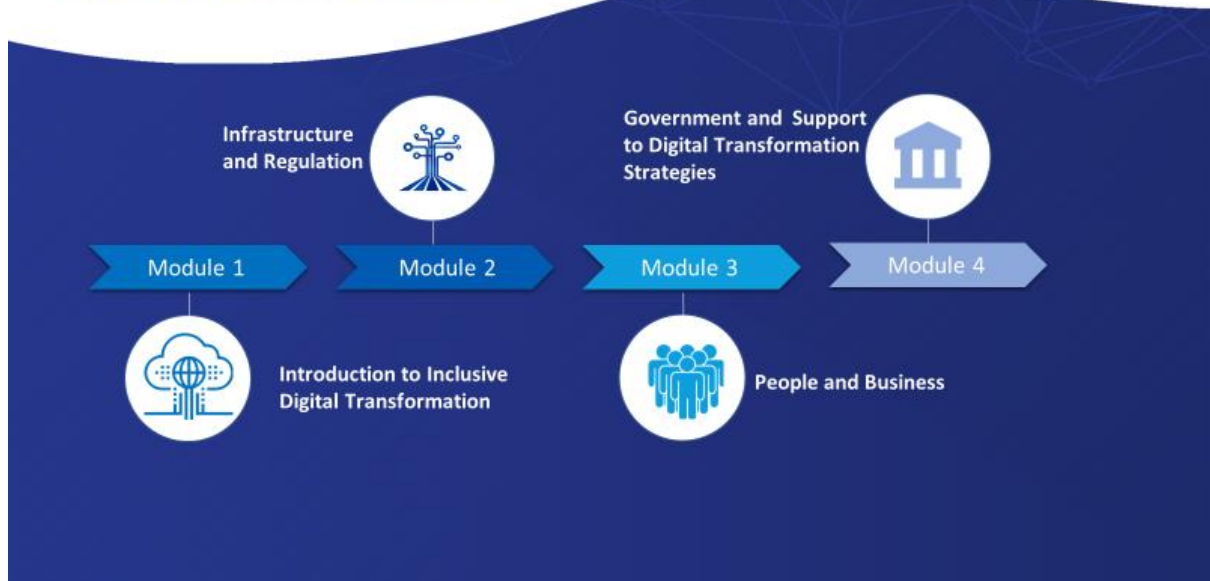 Infrastructure
and Regulation
Government and Support
to Digital Transformation
Strategies
Module 1
Module 2
Module 3
Module 4
Introduction to Inclusive
Digital Transformation
People and Business